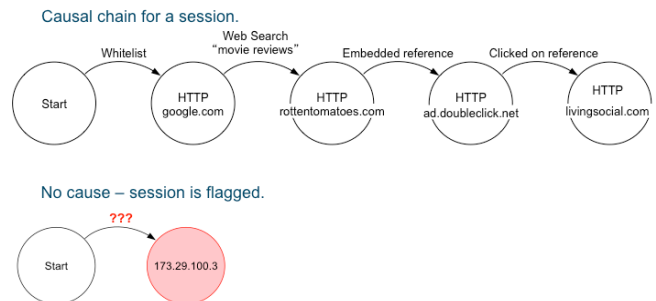 Causal chain for a session.
Whitelist
Web Search
“movie reviews”
Embedded reference
Clicked on reference
Start
HTTP
google.com
HTTP
rottentomatoes.com
HTTP
ad.doubleclick.net
HTTP
livingsocial.com
No cause – session is flagged.
???
Start
173.29.100.3